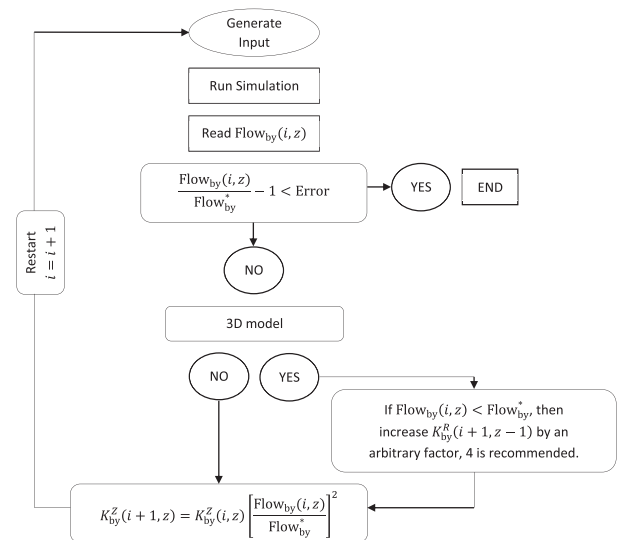 Generate
Input
Run Simulation
Read Flow_by(i, z)
Flow_by(i, z) / Flow*_by − 1 < Error
YES
END
NO
Restart
i = i + 1
3D model
NO
YES
If Flow_by(i, z) < Flow*_by, then
increase K^R_by(i + 1, z − 1) by an
arbitrary factor, 4 is recommended.
K^Z_by(i + 1, z) = K^Z_by(i, z) [Flow_by(i, z) / Flow*_by]^2